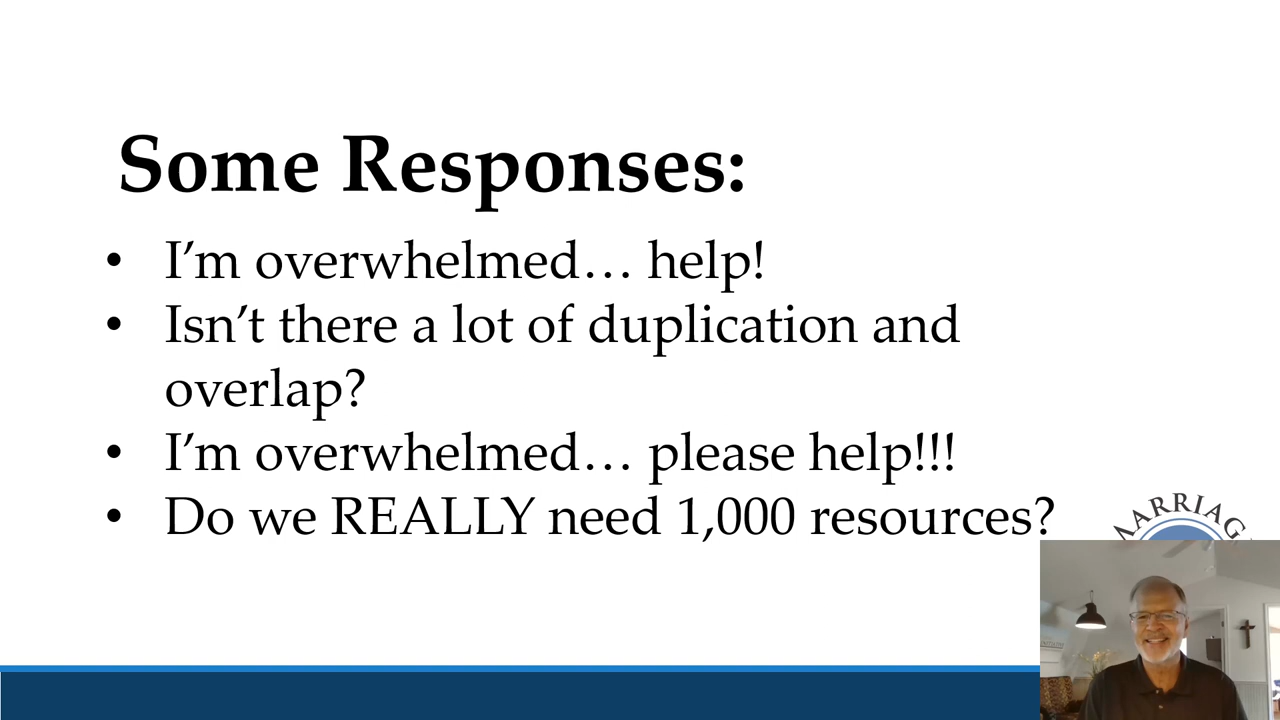 Some Responses:
• I’m overwhelmed… help!
• Isn’t there a lot of duplication and
overlap?
• I’m overwhelmed… please help!!!
• Do we REALLY need 1,000 resources?